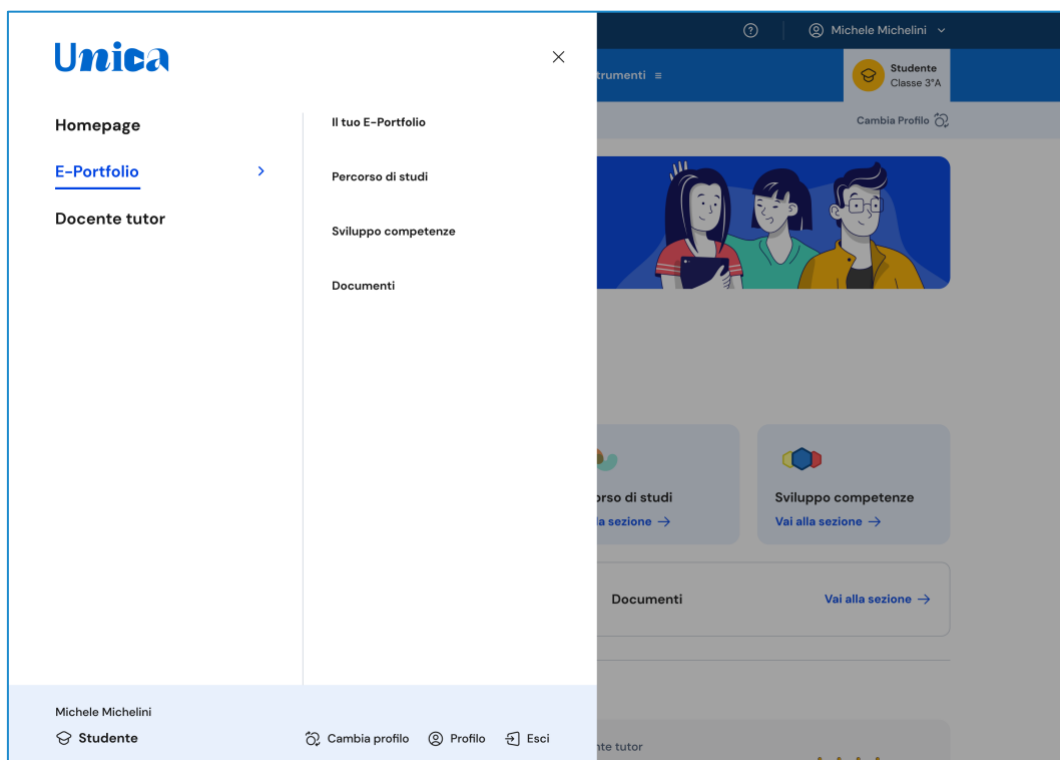 Unica
Homepage
E-Portfolio
Docente tutor
Il tuo E-Portfolio
Percorso di studi
Sviluppo competenze
Documenti
Michele Michelini
Studente
Cambia profilo
Profilo
Esci
Michele Michelini
trumenti
Studente
Classe 3°A
Cambia Profilo
orso di studi
la sezione →
Sviluppo competenze
Vai alla sezione →
Documenti
Vai alla sezione →
nte tutor